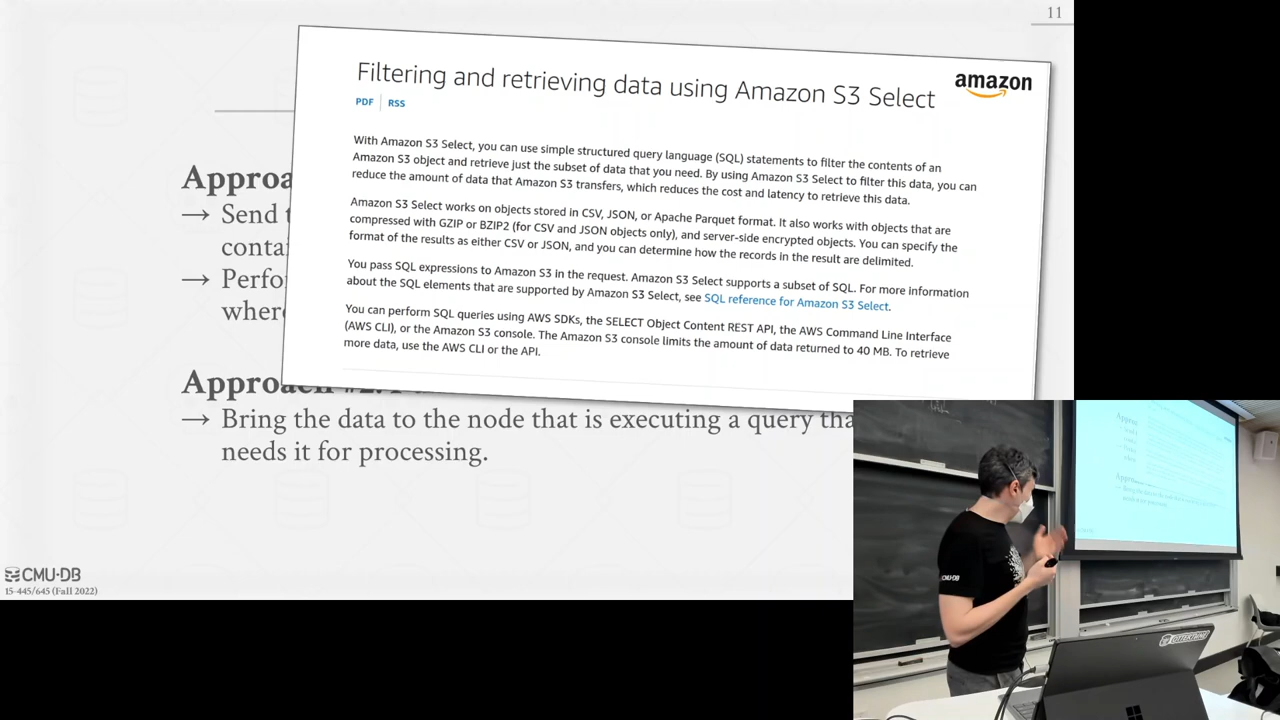 11
Filtering and retrieving data using Amazon S3 Select
amazon
PDF | RSS
With Amazon S3 Select, you can use simple structured query language (SQL) statements to filter the contents of an
Amazon S3 object and retrieve just the subset of data that you need. By using Amazon S3 Select to filter this data, you can
reduce the amount of data that Amazon S3 transfers, which reduces the cost and latency to retrieve this data.
Amazon S3 Select works on objects stored in CSV, JSON, or Apache Parquet format. It also works with objects that are
compressed with GZIP or BZIP2 (for CSV and JSON objects only), and server-side encrypted objects. You can specify the
format of the results as either CSV or JSON, and you can determine how the records in the result are delimited.
You pass SQL expressions to Amazon S3 in the request. Amazon S3 Select supports a subset of SQL. For more information
about the SQL elements that are supported by Amazon S3 Select, see SQL reference for Amazon S3 Select.
You can perform SQL queries using AWS SDKs, the SELECT Object Content REST API, the AWS Command Line Interface
(AWS CLI), or the Amazon S3 console. The Amazon S3 console limits the amount of data returned to 40 MB. To retrieve
more data, use the AWS CLI or the API.
Approa
→ Send t
conta
→ Perfo
where
Approach
→ Bring the data to the node that is executing a query tha
needs it for processing.
CMU·DB
15-445/645 (Fall 2022)
CMU·DB
OTTERTUNE